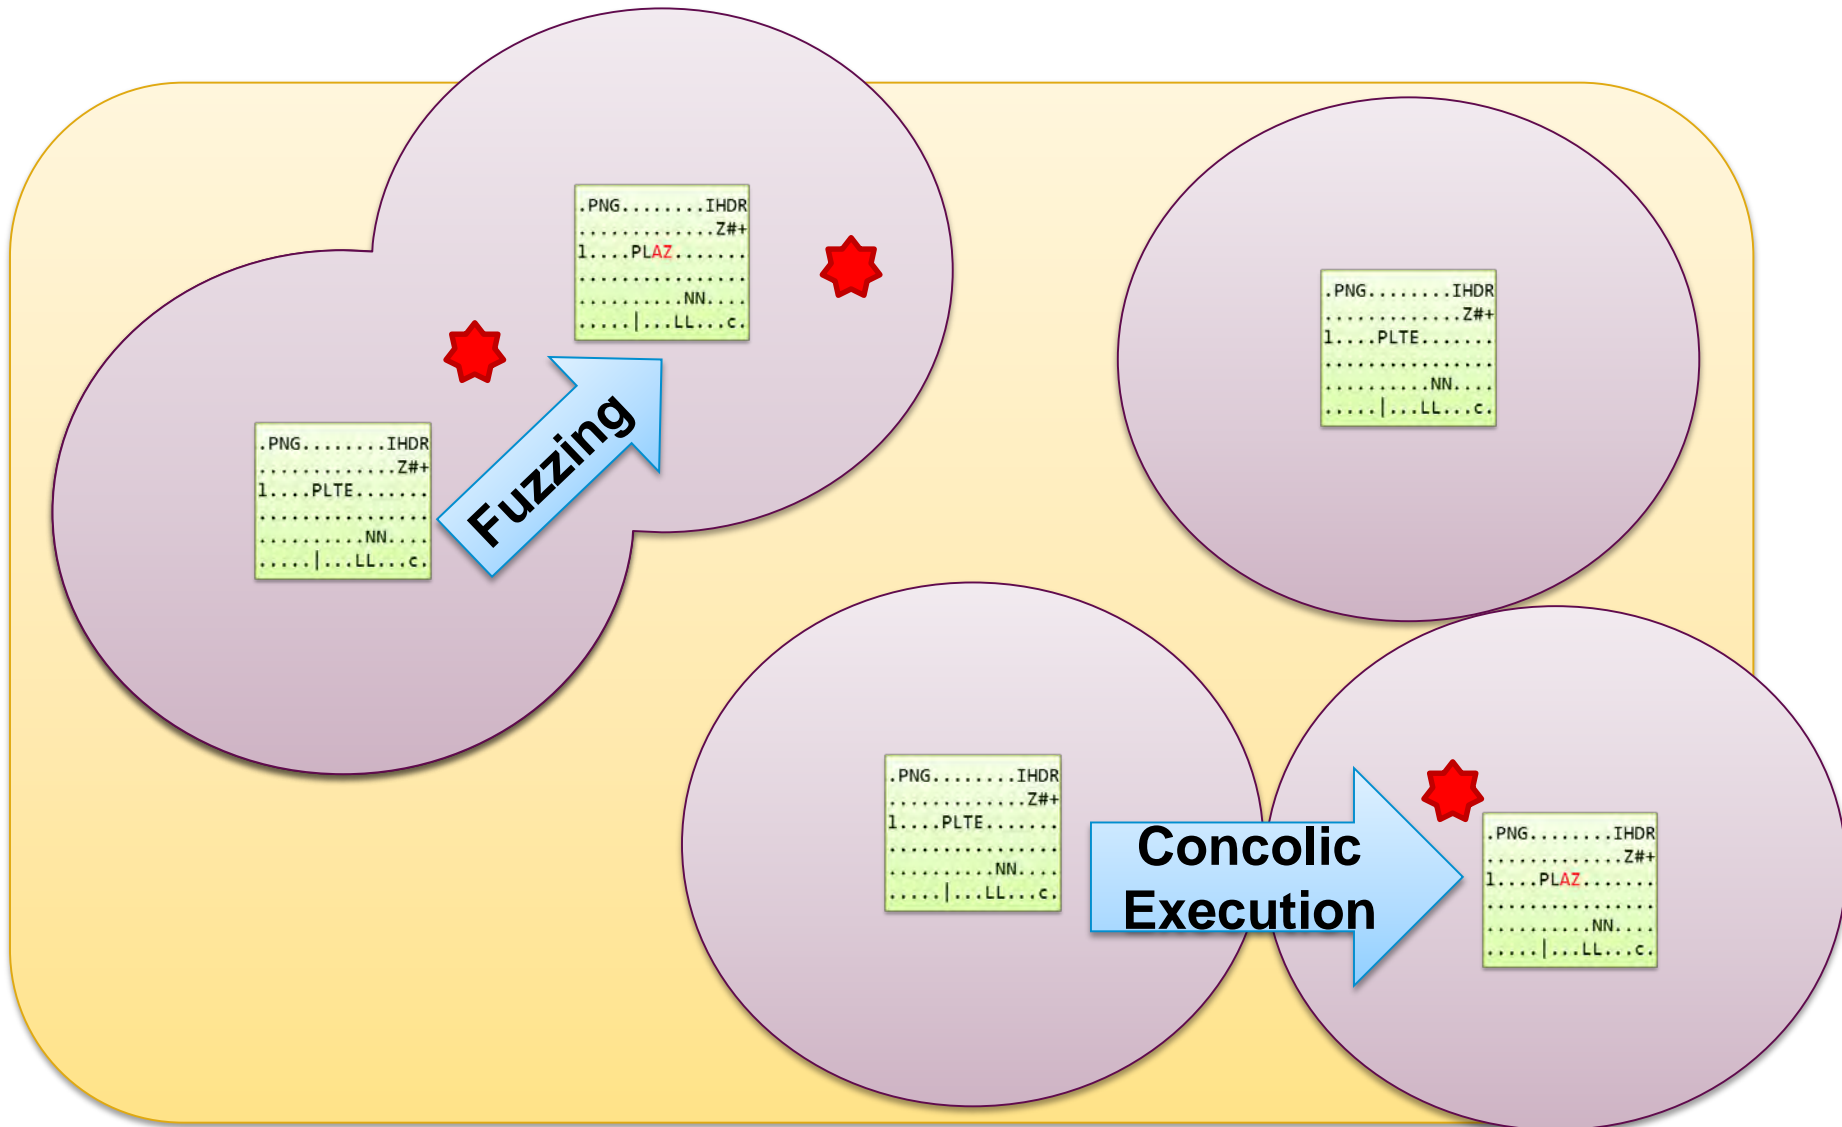 .PNG........IHDR
.............Z#+
1....PLAZ.......
................
..........NN....
.....|...LL...c.
.PNG........IHDR
.............Z#+
1....PLTE.......
................
..........NN....
.....|...LL...c.
Fuzzing
.PNG........IHDR
.............Z#+
1....PLTE.......
................
..........NN....
.....|...LL...c.
.PNG........IHDR
.............Z#+
1....PLTE.......
................
..........NN....
.....|...LL...c.
Concolic
Execution
.PNG........IHDR
.............Z#+
1....PLAZ.......
................
..........NN....
.....|...LL...c.